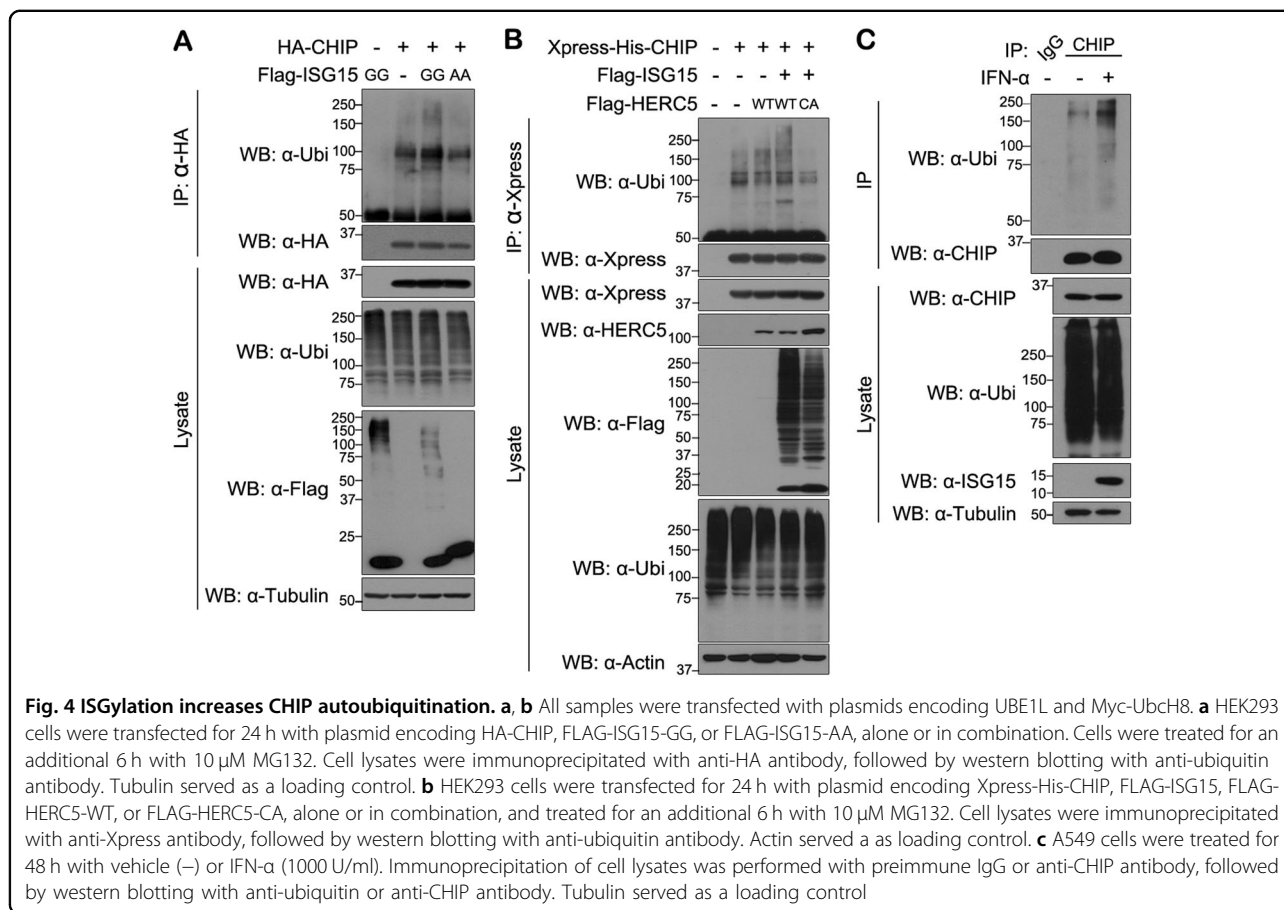 A
HA-CHIP - + + +
Flag-ISG15 GG - GG AA
IP: α-HA
WB: α-Ubi
250
150
100
75
50
WB: α-HA
37
Lysate
WB: α-HA
37
WB: α-Ubi
250
150
100
75
WB: α-Flag
250
150
100
75
50
37
25
WB: α-Tubulin
50
B
Xpress-His-CHIP - + + + +
Flag-ISG15 - - - + +
Flag-HERC5 - - WT WT CA
IP: α-Xpress
WB: α-Ubi
250
150
100
75
50
WB: α-Xpress
37
Lysate
WB: α-Xpress
37
WB: α-HERC5
100
WB: α-Flag
250
150
100
75
50
37
25
20
WB: α-Ubi
250
150
100
75
WB: α-Actin
37
C
IP: IgG CHIP
IFN-α - - +
IP
WB: α-Ubi
250
150
100
75
50
WB: α-CHIP
37
Lysate
WB: α-CHIP
37
WB: α-Ubi
250
150
100
75
50
WB: α-ISG15
15
10
WB: α-Tubulin
50
Fig. 4 ISGylation increases CHIP autoubiquitination. a, b All samples were transfected with plasmids encoding UBE1L and Myc-UbcH8. a HEK293
cells were transfected for 24 h with plasmid encoding HA-CHIP, FLAG-ISG15-GG, or FLAG-ISG15-AA, alone or in combination. Cells were treated for an
additional 6 h with 10 µM MG132. Cell lysates were immunoprecipitated with anti-HA antibody, followed by western blotting with anti-ubiquitin
antibody. Tubulin served as a loading control. b HEK293 cells were transfected for 24 h with plasmid encoding Xpress-His-CHIP, FLAG-ISG15, FLAG-
HERC5-WT, or FLAG-HERC5-CA, alone or in combination, and treated for an additional 6 h with 10 µM MG132. Cell lysates were immunoprecipitated
with anti-Xpress antibody, followed by western blotting with anti-ubiquitin antibody. Actin served a as loading control. c A549 cells were treated for
48 h with vehicle (−) or IFN-α (1000 U/ml). Immunoprecipitation of cell lysates was performed with preimmune IgG or anti-CHIP antibody, followed
by western blotting with anti-ubiquitin or anti-CHIP antibody. Tubulin served as a loading control